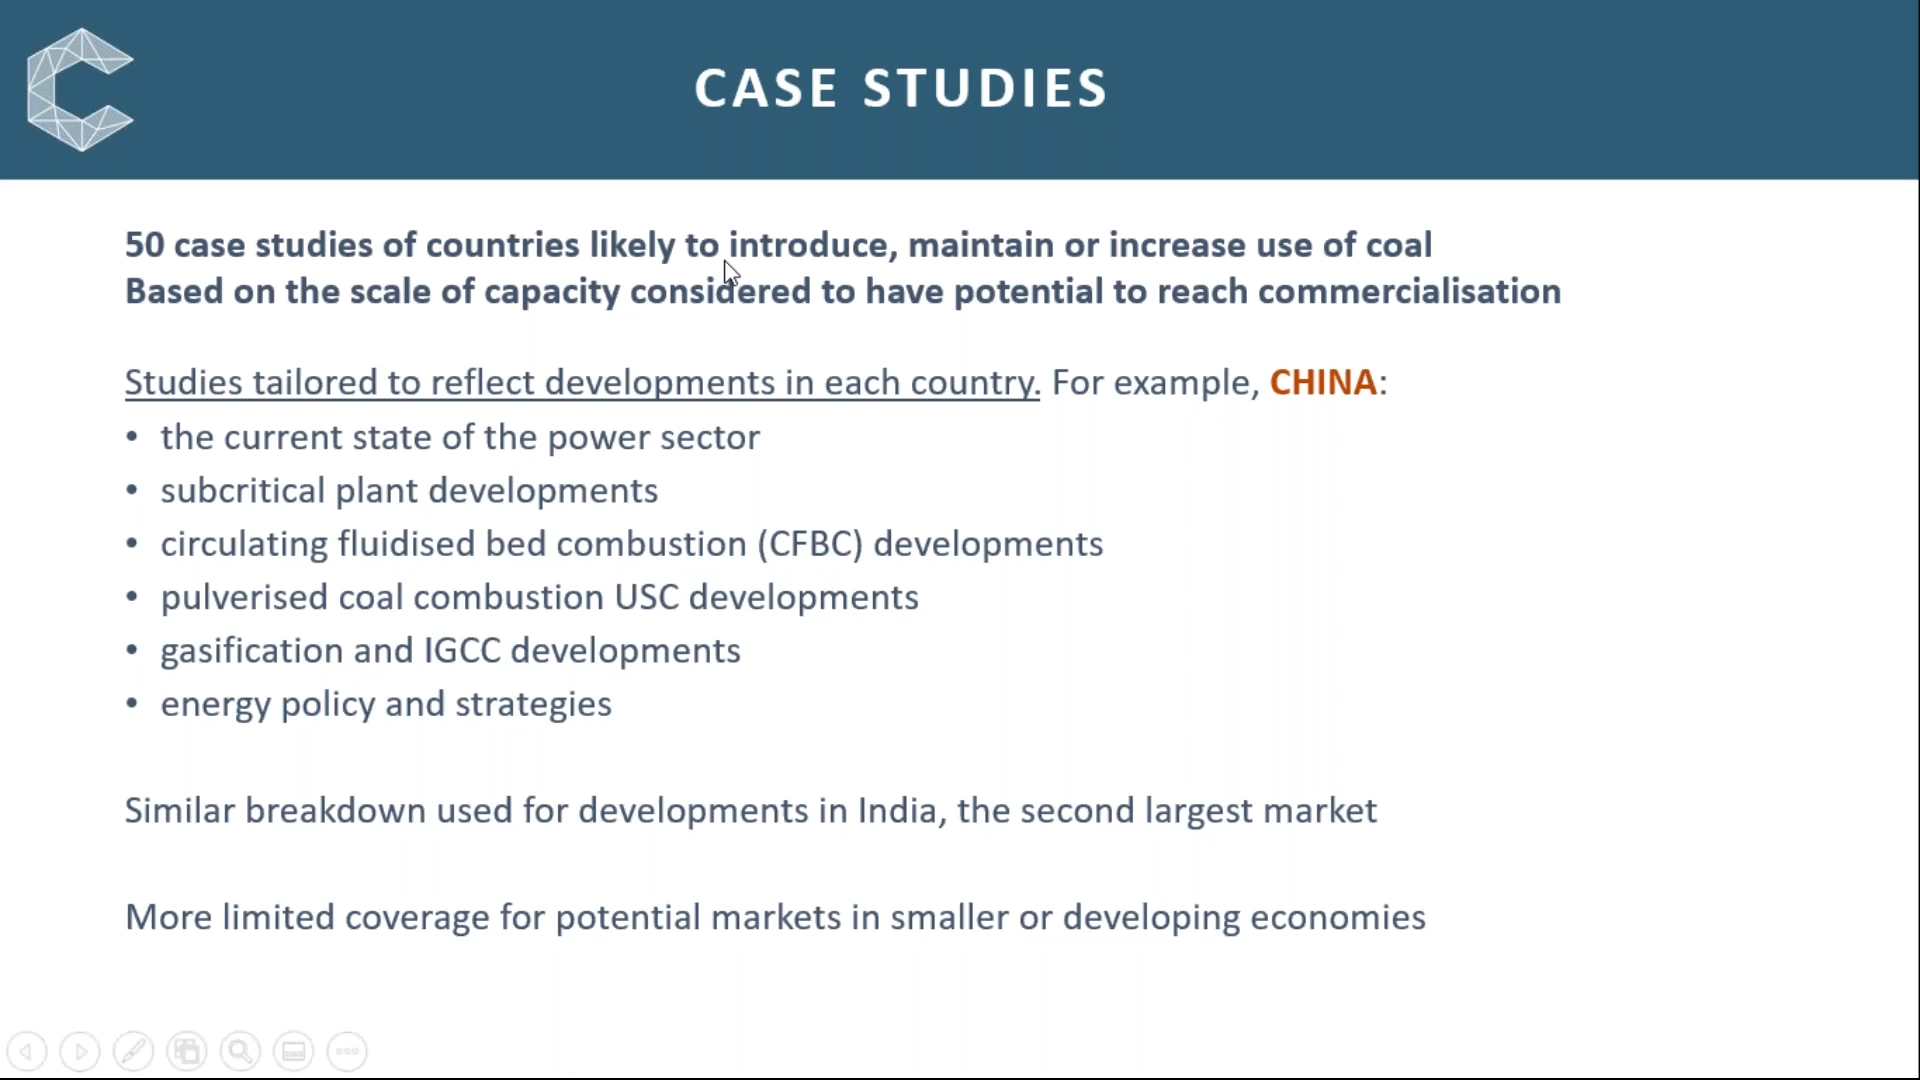 CASE STUDIES
50 case studies of countries likely to introduce, maintain or increase use of coal
Based on the scale of capacity considered to have potential to reach commercialisation
Studies tailored to reflect developments in each country. For example, CHINA:
• the current state of the power sector
• subcritical plant developments
• circulating fluidised bed combustion (CFBC) developments
• pulverised coal combustion USC developments
• gasification and IGCC developments
• energy policy and strategies
Similar breakdown used for developments in India, the second largest market
More limited coverage for potential markets in smaller or developing economies